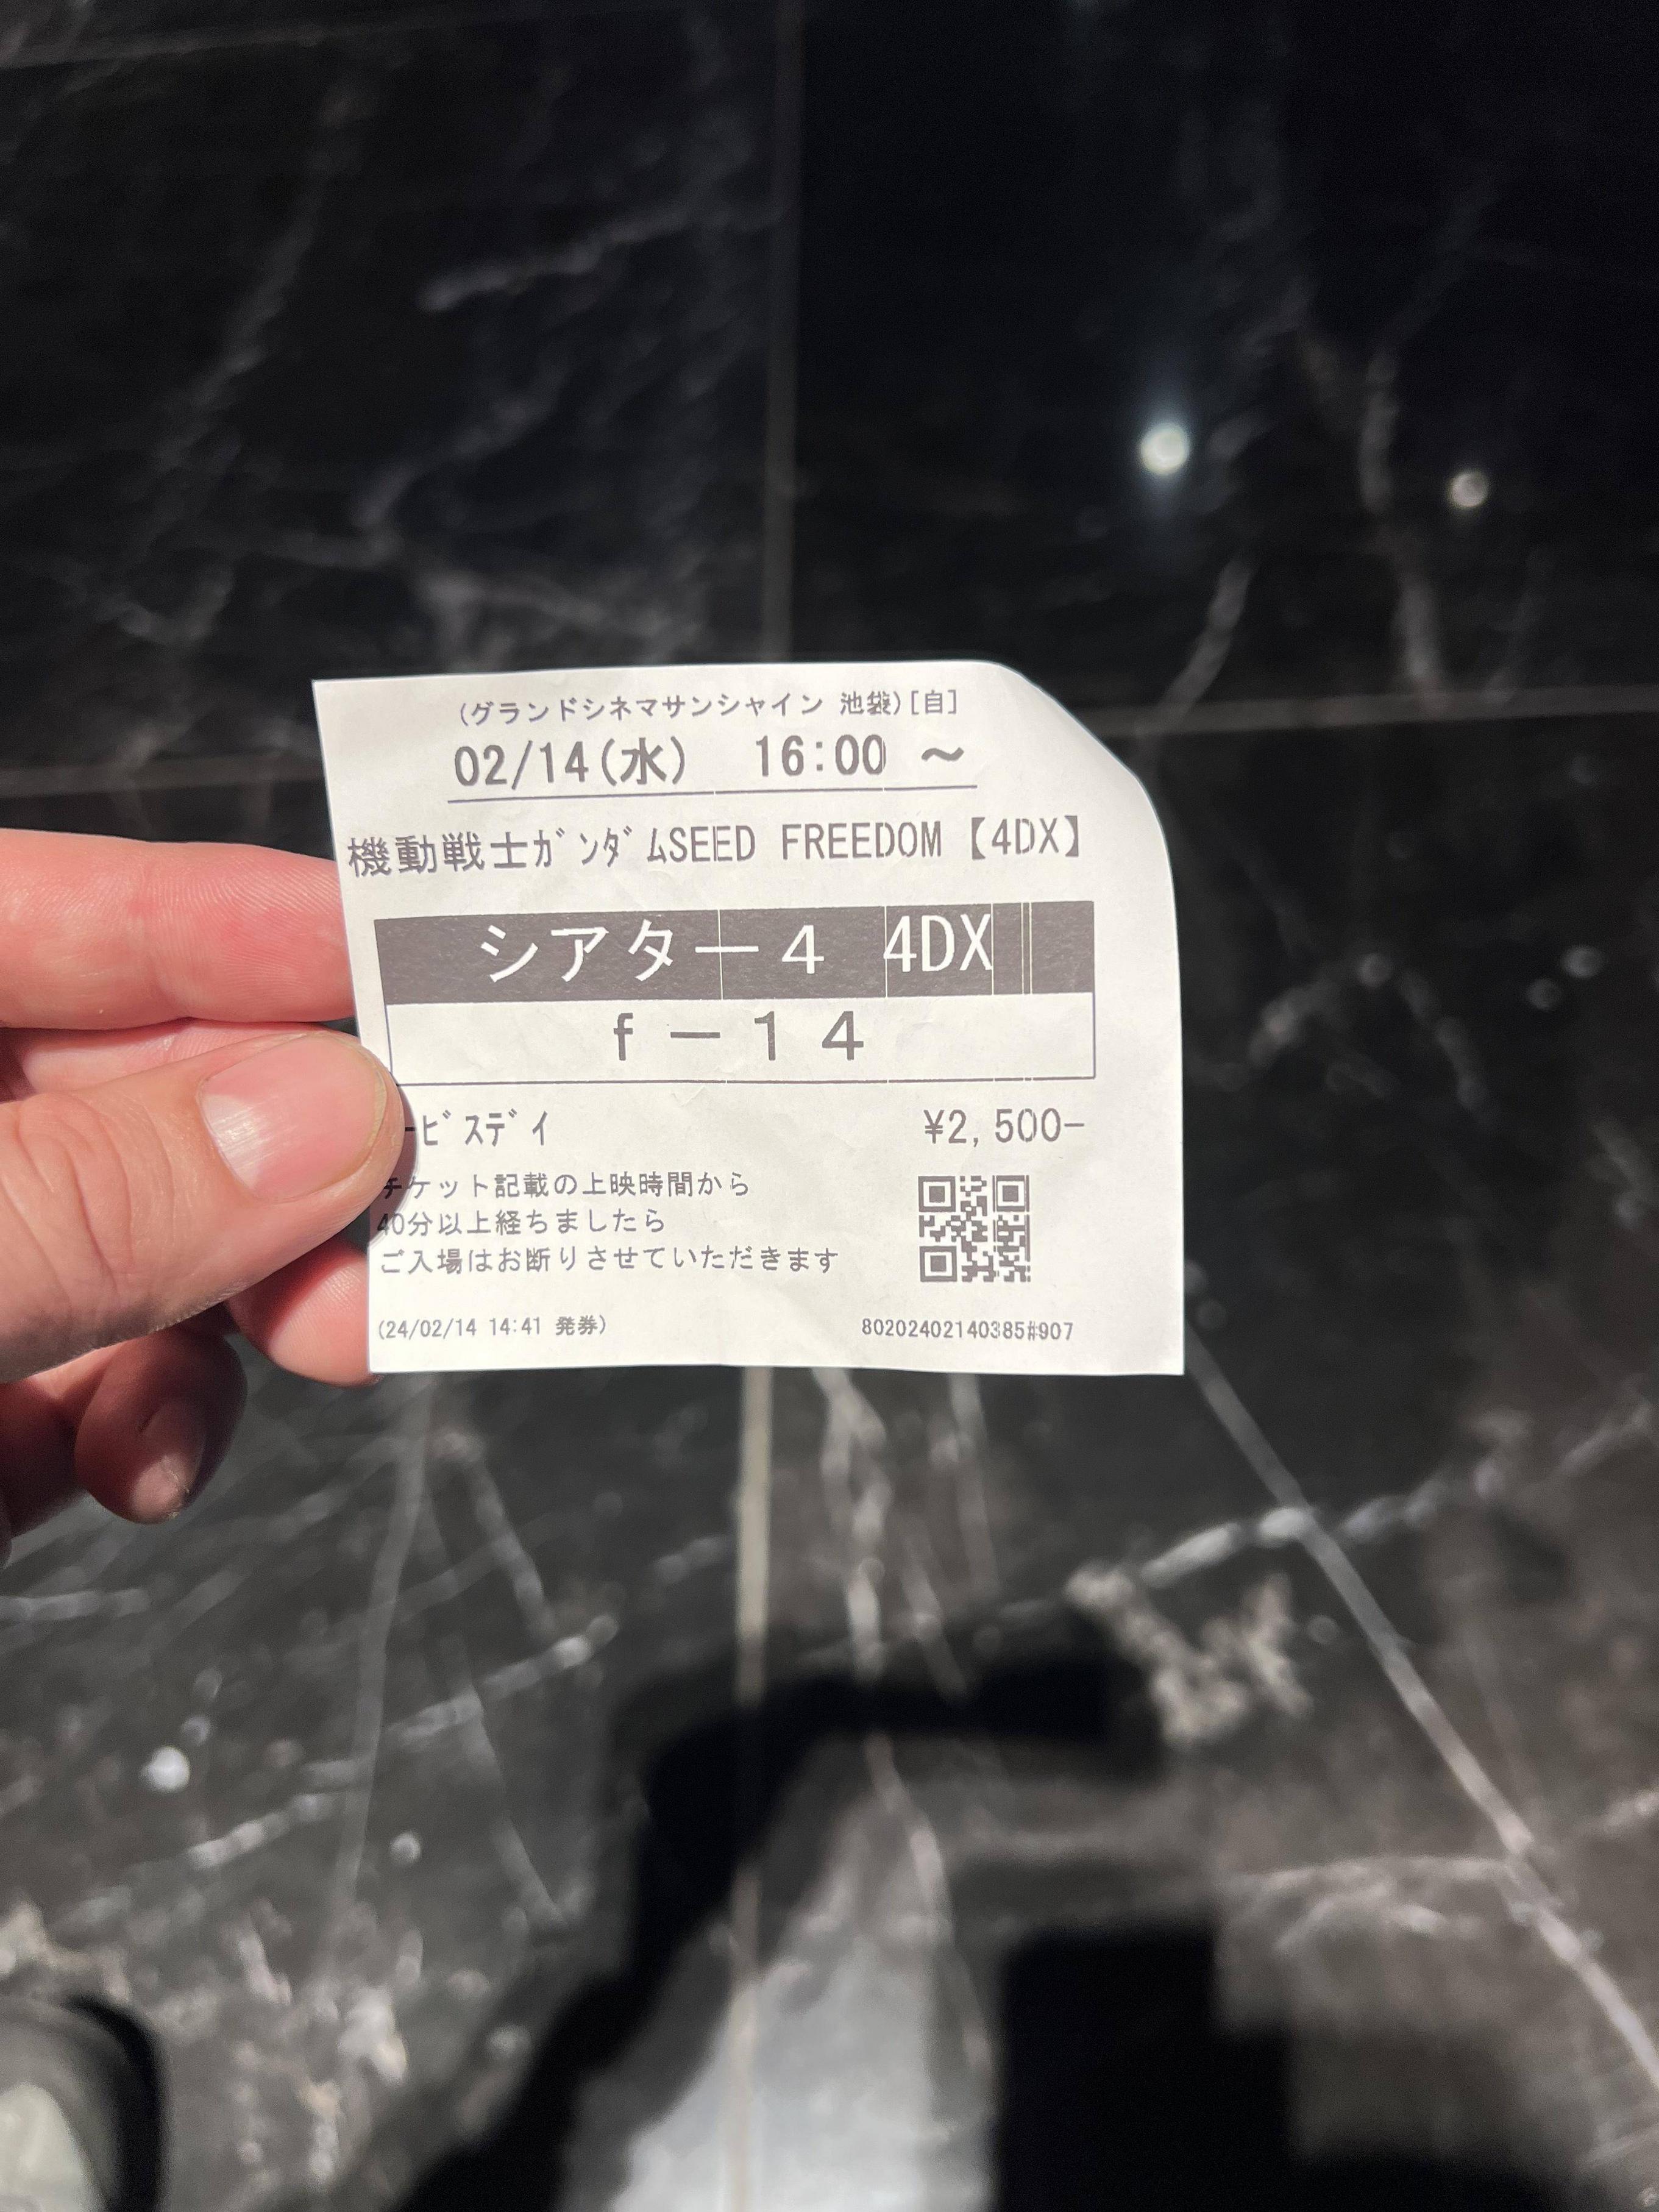 (グランドシネマサンシャイン 池袋)[自]
02/14(水) 16:00 ～
機動戦士ガンダムSEED FREEDOM【4DX】
シアター４ 4DX
ｆ－１４
ービスデイ ¥2,500-
チケット記載の上映時間から
40分以上経ちましたら
ご入場はお断りさせていただきます
(24/02/14 14:41 発券) 80202402140385#907